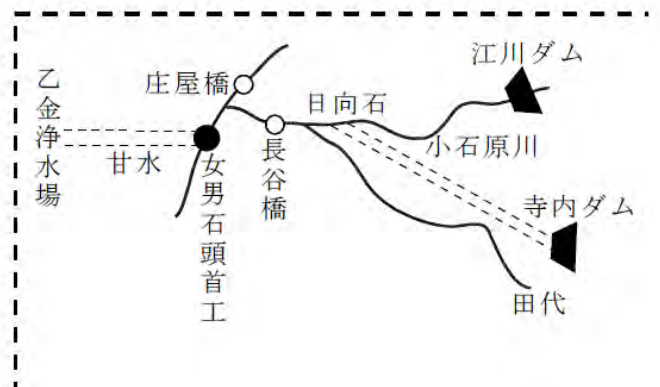 江川ダム
庄屋橋
日向石
乙金浄水場
甘水
女男石頭首工
長谷橋
小石原川
寺内ダム
田代